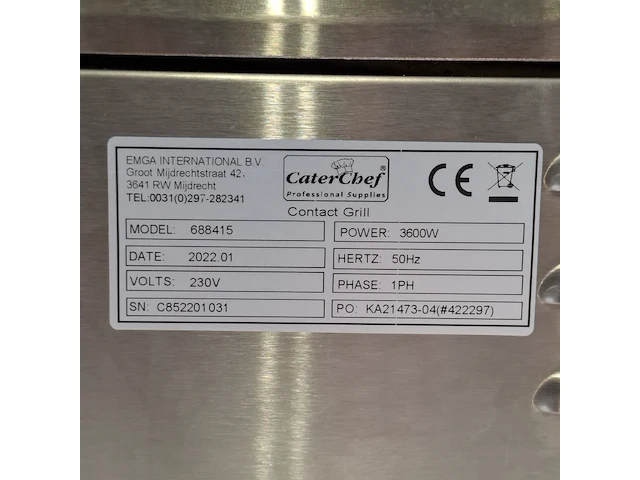 EMGA INTERNATIONAL B.V.
Groot Mijdrechtstraat 42,
3641 RW Mijdrecht
TEL:0031(0)297-282341
CaterChef®
Professional Supplies
CE
Contact Grill
MODEL: 688415
POWER: 3600W
DATE: 2022.01
HERTZ: 50Hz
VOLTS: 230V
PHASE: 1PH
SN: C852201031
PO: KA21473-04(#422297)